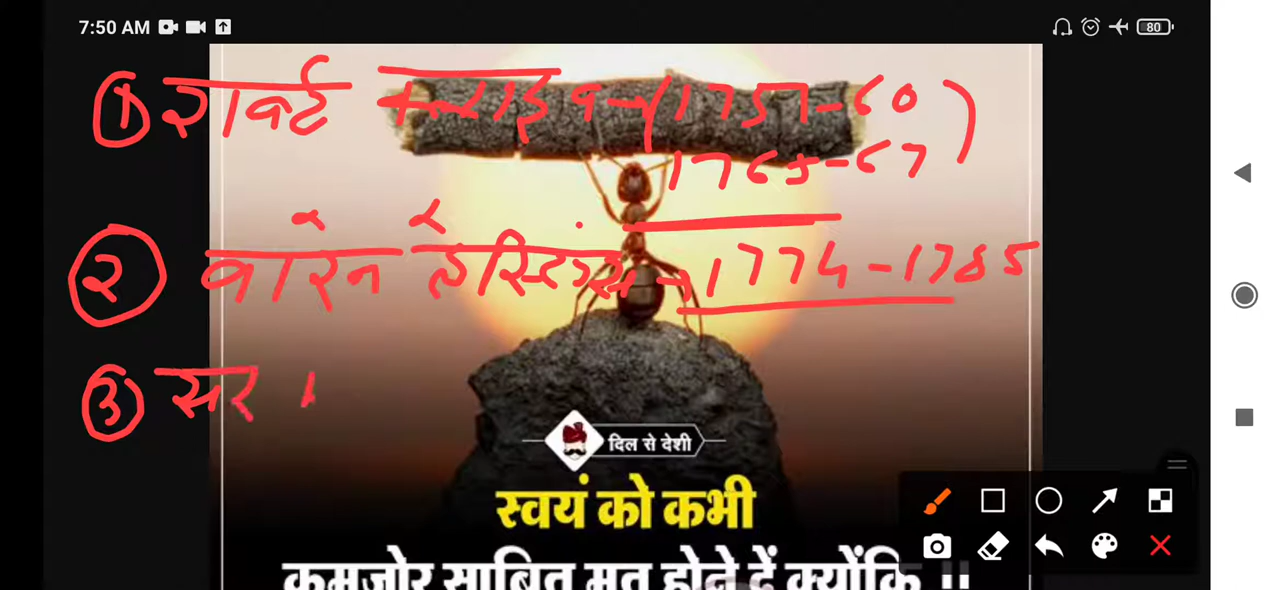 7:50 AM 80
① रावर्ट क्लाइव → (1757-60
1765-67)
② वारेन हेस्टिंग्स → 1774-1785
③ सर
दिल से देशी
स्वयं को कभी
कमजोर साबित मत होने दें क्योंकि !!